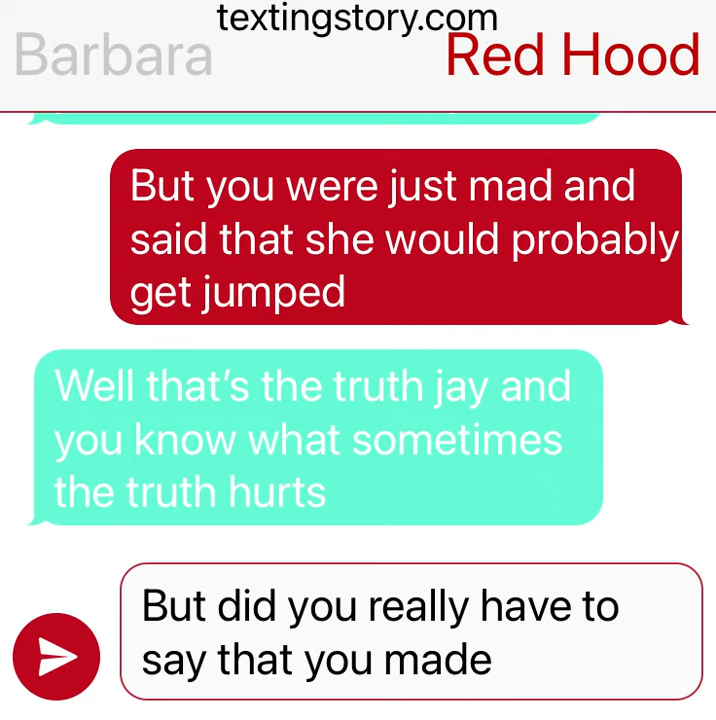 textingstory.com
Barbara
Red Hood
But you were just mad and
said that she would probably
get jumped
Well that's the truth jay and
you know what sometimes
the truth hurts
But did you really have to
say that you made